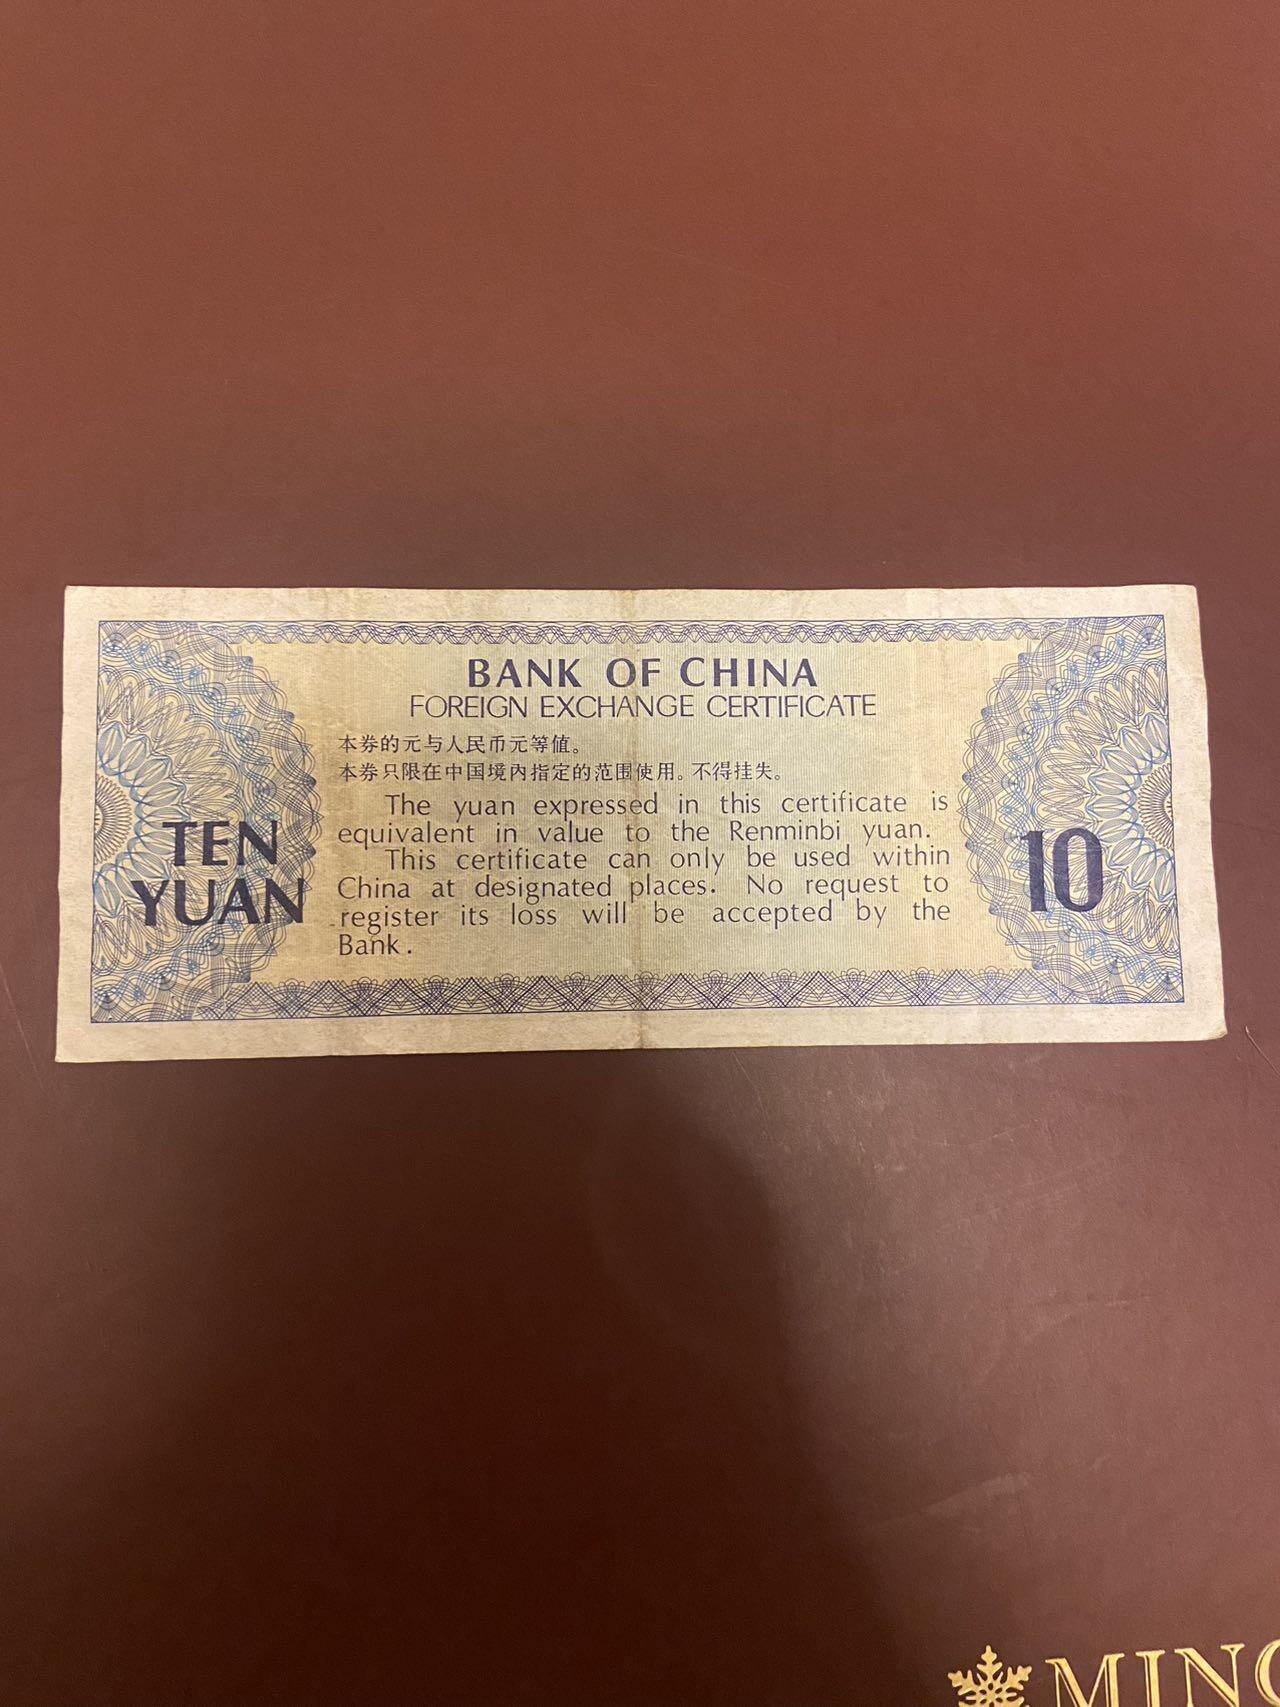 BANK OF CHINA
FOREIGN EXCHANGE CERTIFICATE
本券的元与人民币元等值。
本券只限在中国境内指定的范围使用。不得挂失。
The yuan expressed in this certificate is
equivalent in value to the Renminbi yuan.
This certificate can only be used within
China at designated places. No request to
register its loss will be accepted by the
Bank.
TEN
YUAN
10
MING